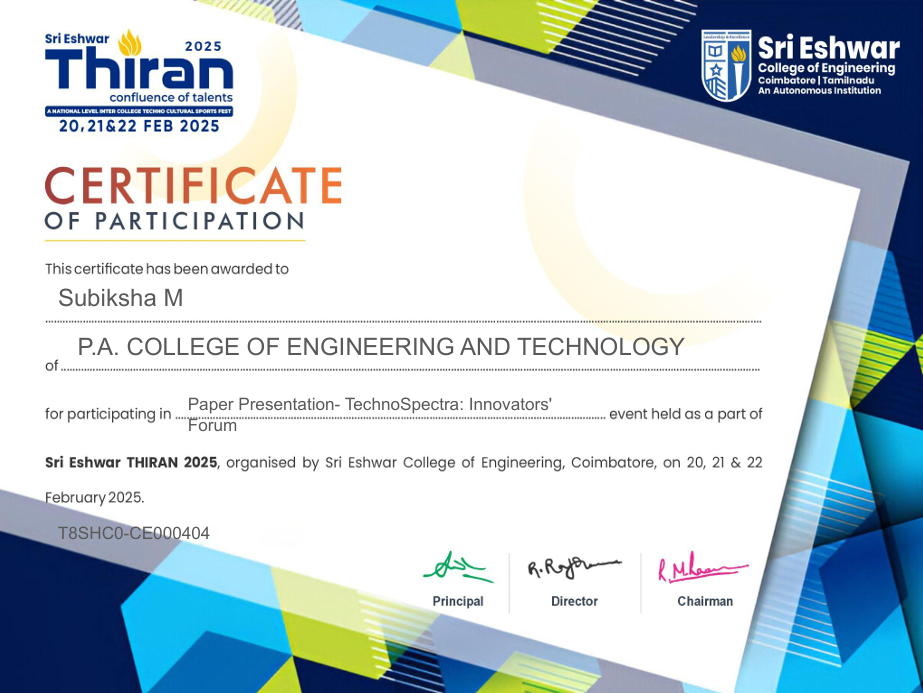 Sri Eshwar
2025
Thiran
confluence of talents
A NATIONAL LEVEL INTER COLLEGE TECHNO CULTURAL SPORTS FEST
20,21&22 FEB 2025
Leadership & Excellence
Sri Eshwar
College of Engineering
Coimbatore | Tamilnadu
An Autonomous Institution
CERTIFICATE
OF PARTICIPATION
This certificate has been awarded to
Subiksha M
of P.A. COLLEGE OF ENGINEERING AND TECHNOLOGY
for participating in Paper Presentation- TechnoSpectra: Innovators' event held as a part of
Forum
Sri Eshwar THIRAN 2025, organised by Sri Eshwar College of Engineering, Coimbatore, on 20, 21 & 22
February 2025.
T8SHC0-CE000404
Principal
Director
Chairman